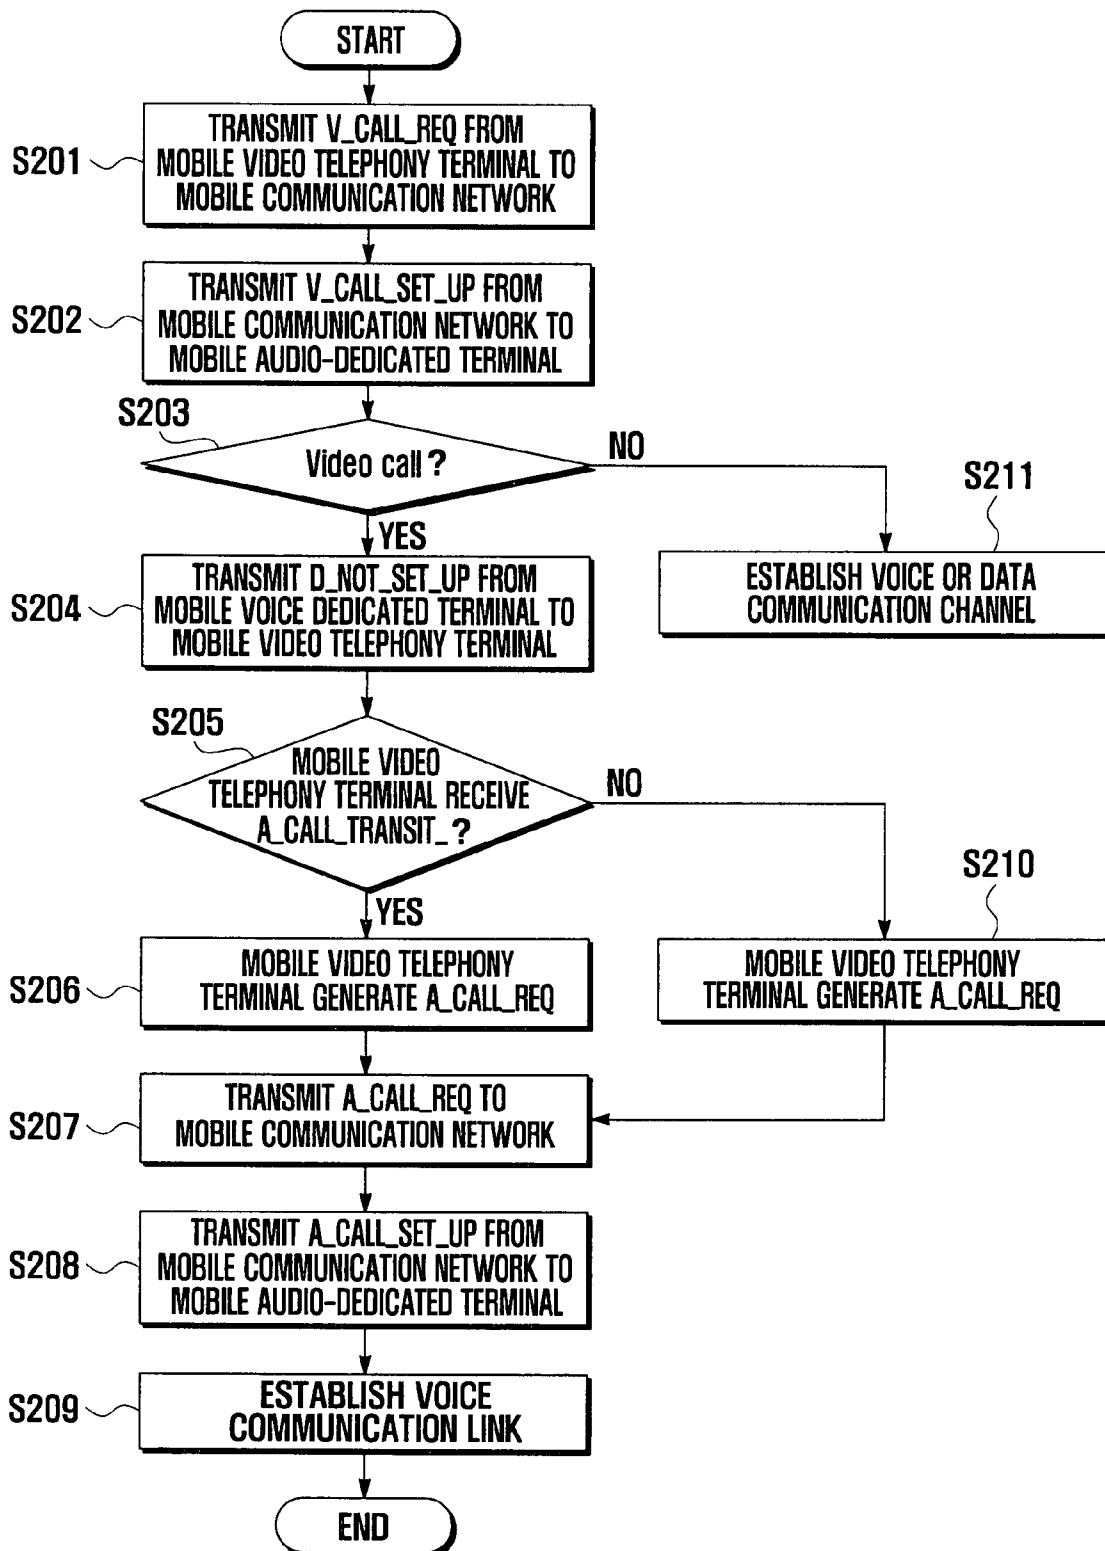 START
S201
TRANSMIT V_CALL_REQ FROM
MOBILE VIDEO TELEPHONY TERMINAL TO
MOBILE COMMUNICATION NETWORK
S202
TRANSMIT V_CALL_SET_UP FROM
MOBILE COMMUNICATION NETWORK TO
MOBILE AUDIO-DEDICATED TERMINAL
S203
Video call ?
NO
YES
S211
ESTABLISH VOICE OR DATA
COMMUNICATION CHANNEL
S204
TRANSMIT D_NOT_SET_UP FROM
MOBILE VOICE DEDICATED TERMINAL TO
MOBILE VIDEO TELEPHONY TERMINAL
S205
MOBILE VIDEO
TELEPHONY TERMINAL RECEIVE
A_CALL_TRANSIT_ ?
NO
YES
S210
MOBILE VIDEO TELEPHONY
TERMINAL GENERATE A_CALL_REQ
S206
MOBILE VIDEO TELEPHONY
TERMINAL GENERATE A_CALL_REQ
S207
TRANSMIT A_CALL_REQ TO
MOBILE COMMUNICATION NETWORK
S208
TRANSMIT A_CALL_SET_UP FROM
MOBILE COMMUNICATION NETWORK TO
MOBILE AUDIO-DEDICATED TERMINAL
S209
ESTABLISH VOICE
COMMUNICATION LINK
END